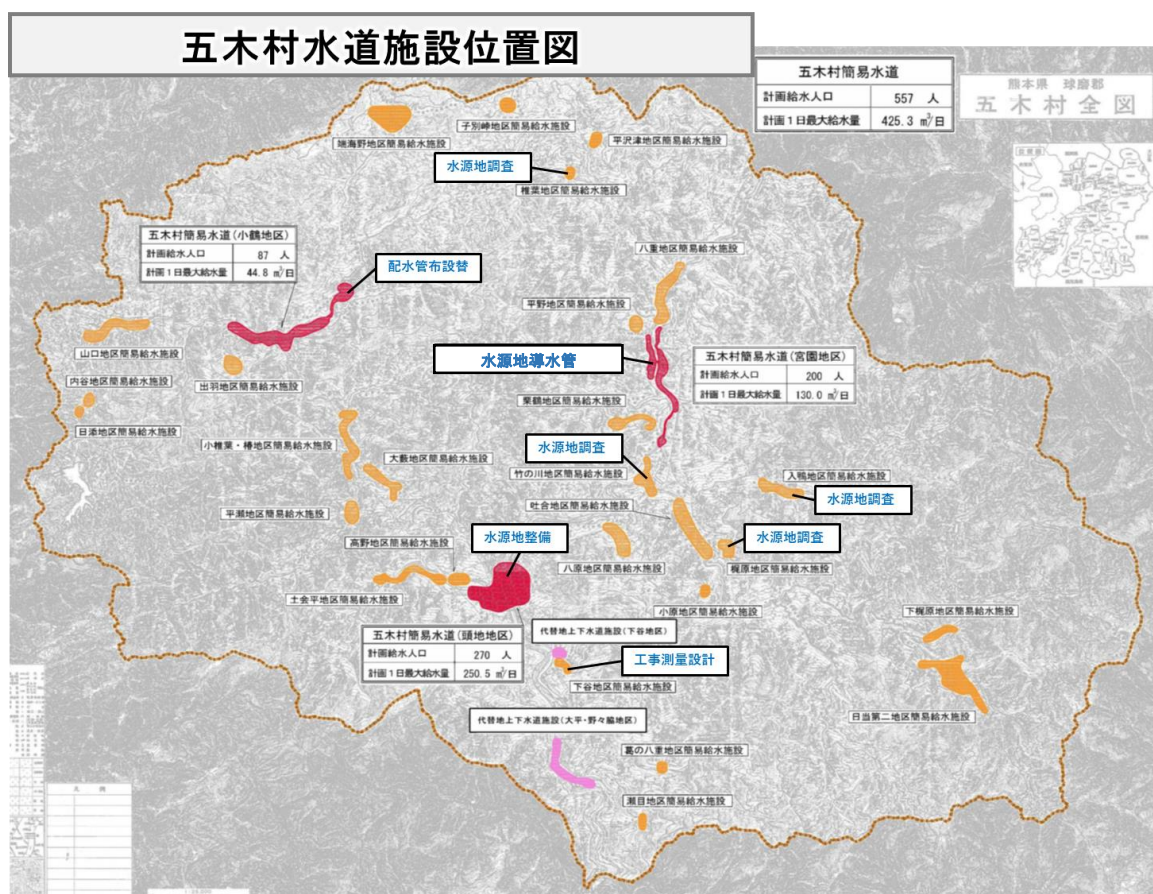 五木村水道施設位置図
五木村簡易水道
計画給水人口 557 人
計画1日最大給水量 425.3 ㎥/日
熊本県 球磨郡
五木村全図
端海野地区簡易給水施設
子別峠地区簡易給水施設
平沢津地区簡易給水施設
水源地調査
椎葉地区簡易給水施設
五木村簡易水道(小鶴地区)
計画給水人口 87 人
計画1日最大給水量 44.8 ㎥/日
配水管布設替
八重地区簡易給水施設
平野地区簡易給水施設
山口地区簡易給水施設
出羽地区簡易給水施設
水源地導水管
五木村簡易水道(宮園地区)
計画給水人口 200 人
計画1日最大給水量 130.0 ㎥/日
内谷地区簡易給水施設
日添地区簡易給水施設
栗鶴地区簡易給水施設
小椎葉・椿地区簡易給水施設
大藪地区簡易給水施設
水源地調査
竹の川地区簡易給水施設
入鴨地区簡易給水施設
水源地調査
平瀬地区簡易給水施設
吐合地区簡易給水施設
高野地区簡易給水施設
水源地整備
水源地調査
八原地区簡易給水施設
梶原地区簡易給水施設
土会平地区簡易給水施設
小原地区簡易給水施設
下梶原地区簡易給水施設
五木村簡易水道(頭地地区)
計画給水人口 270 人
計画1日最大給水量 250.5 ㎥/日
代替地上下水道施設(下谷地区)
工事測量設計
下谷地区簡易給水施設
代替地上下水道施設(大平・野々脇地区)
日当第二地区簡易給水施設
葛の八重地区簡易給水施設
瀬目地区簡易給水施設
凡例